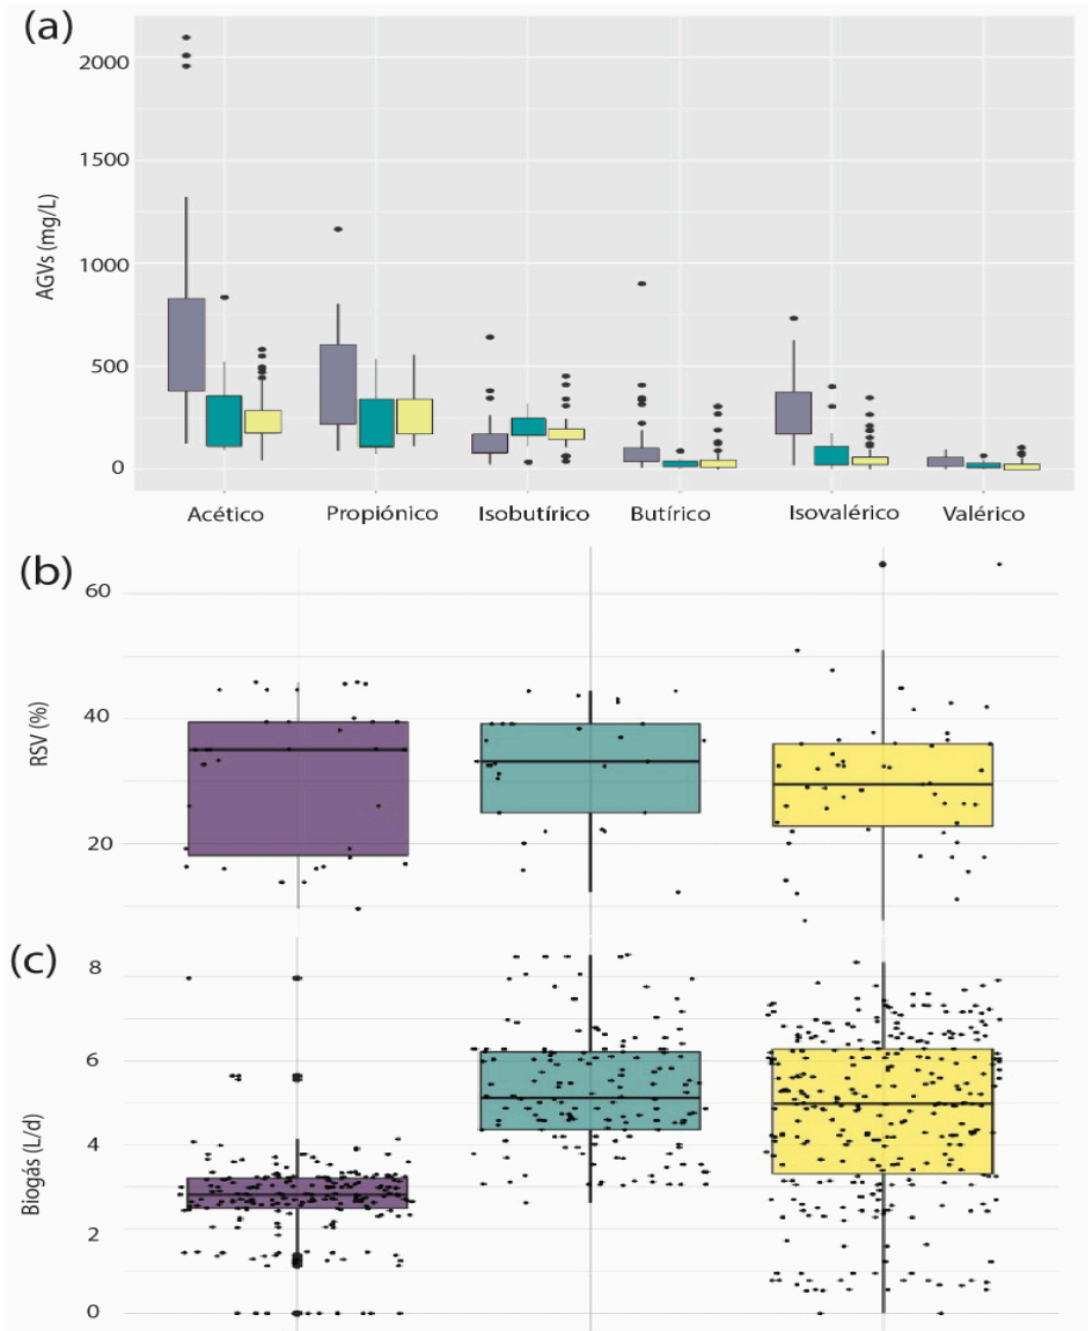 (a)
AGVs (mg/L)
2000
1500
1000
500
0
Acético Propiónico Isobutírico Butírico Isovalérico Valérico
(b)
RSV (%)
60
40
20
(c)
Biogás (L/d)
8
6
4
2
0